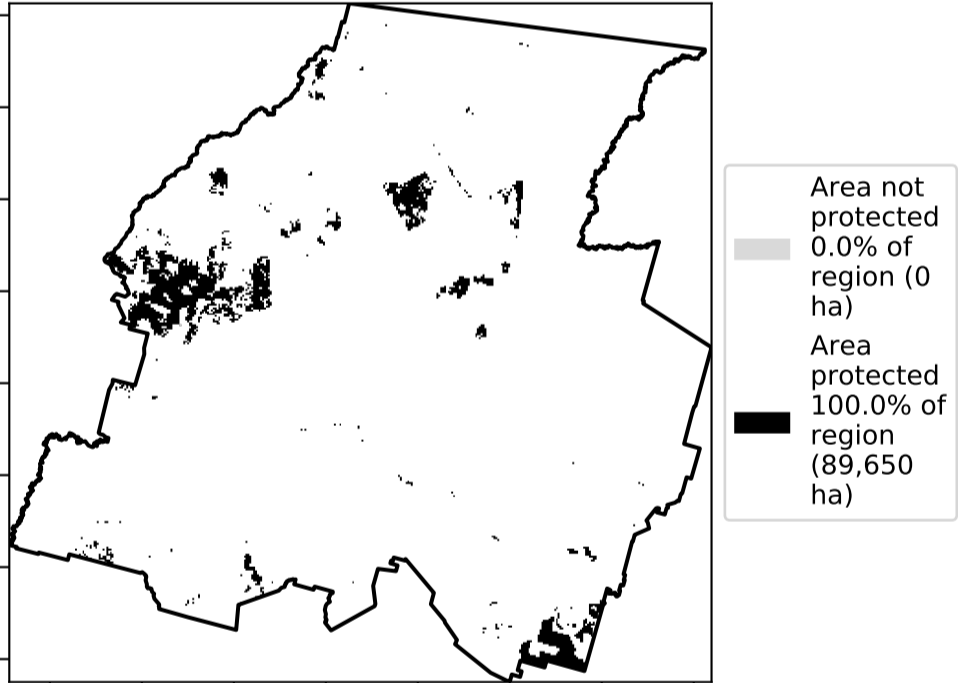 Area not
protected
0.0% of
region (0
ha)
Area
protected
100.0% of
region
(89,650
ha)